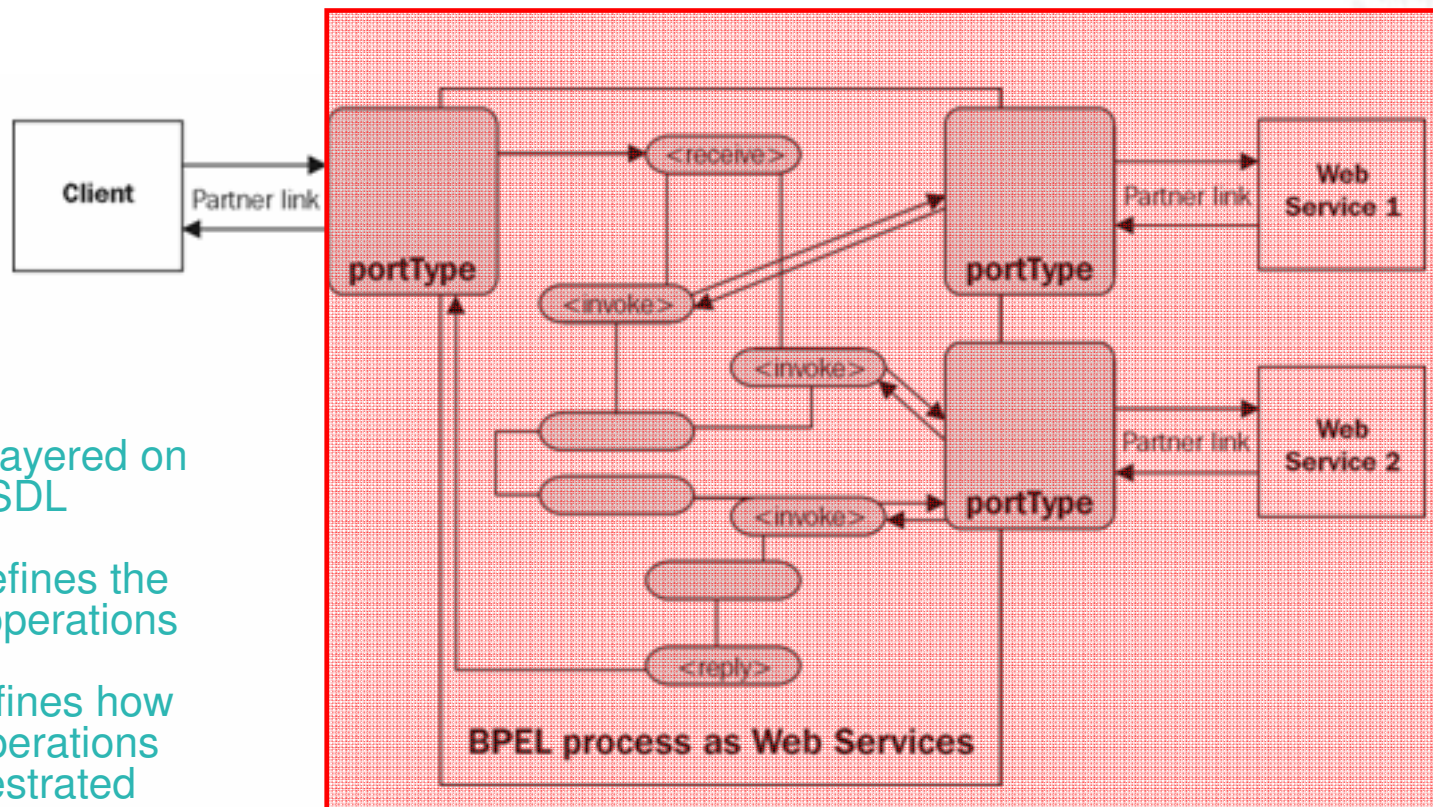 Client
Partner link
portType
<receive>
<invoke>
<invoke>
<invoke>
<reply>
portType
Partner link
Web
Service 1
portType
Partner link
Web
Service 2
BPEL process as Web Services
ayered on
SDL
efines the
operations
fines how
perations
estrated